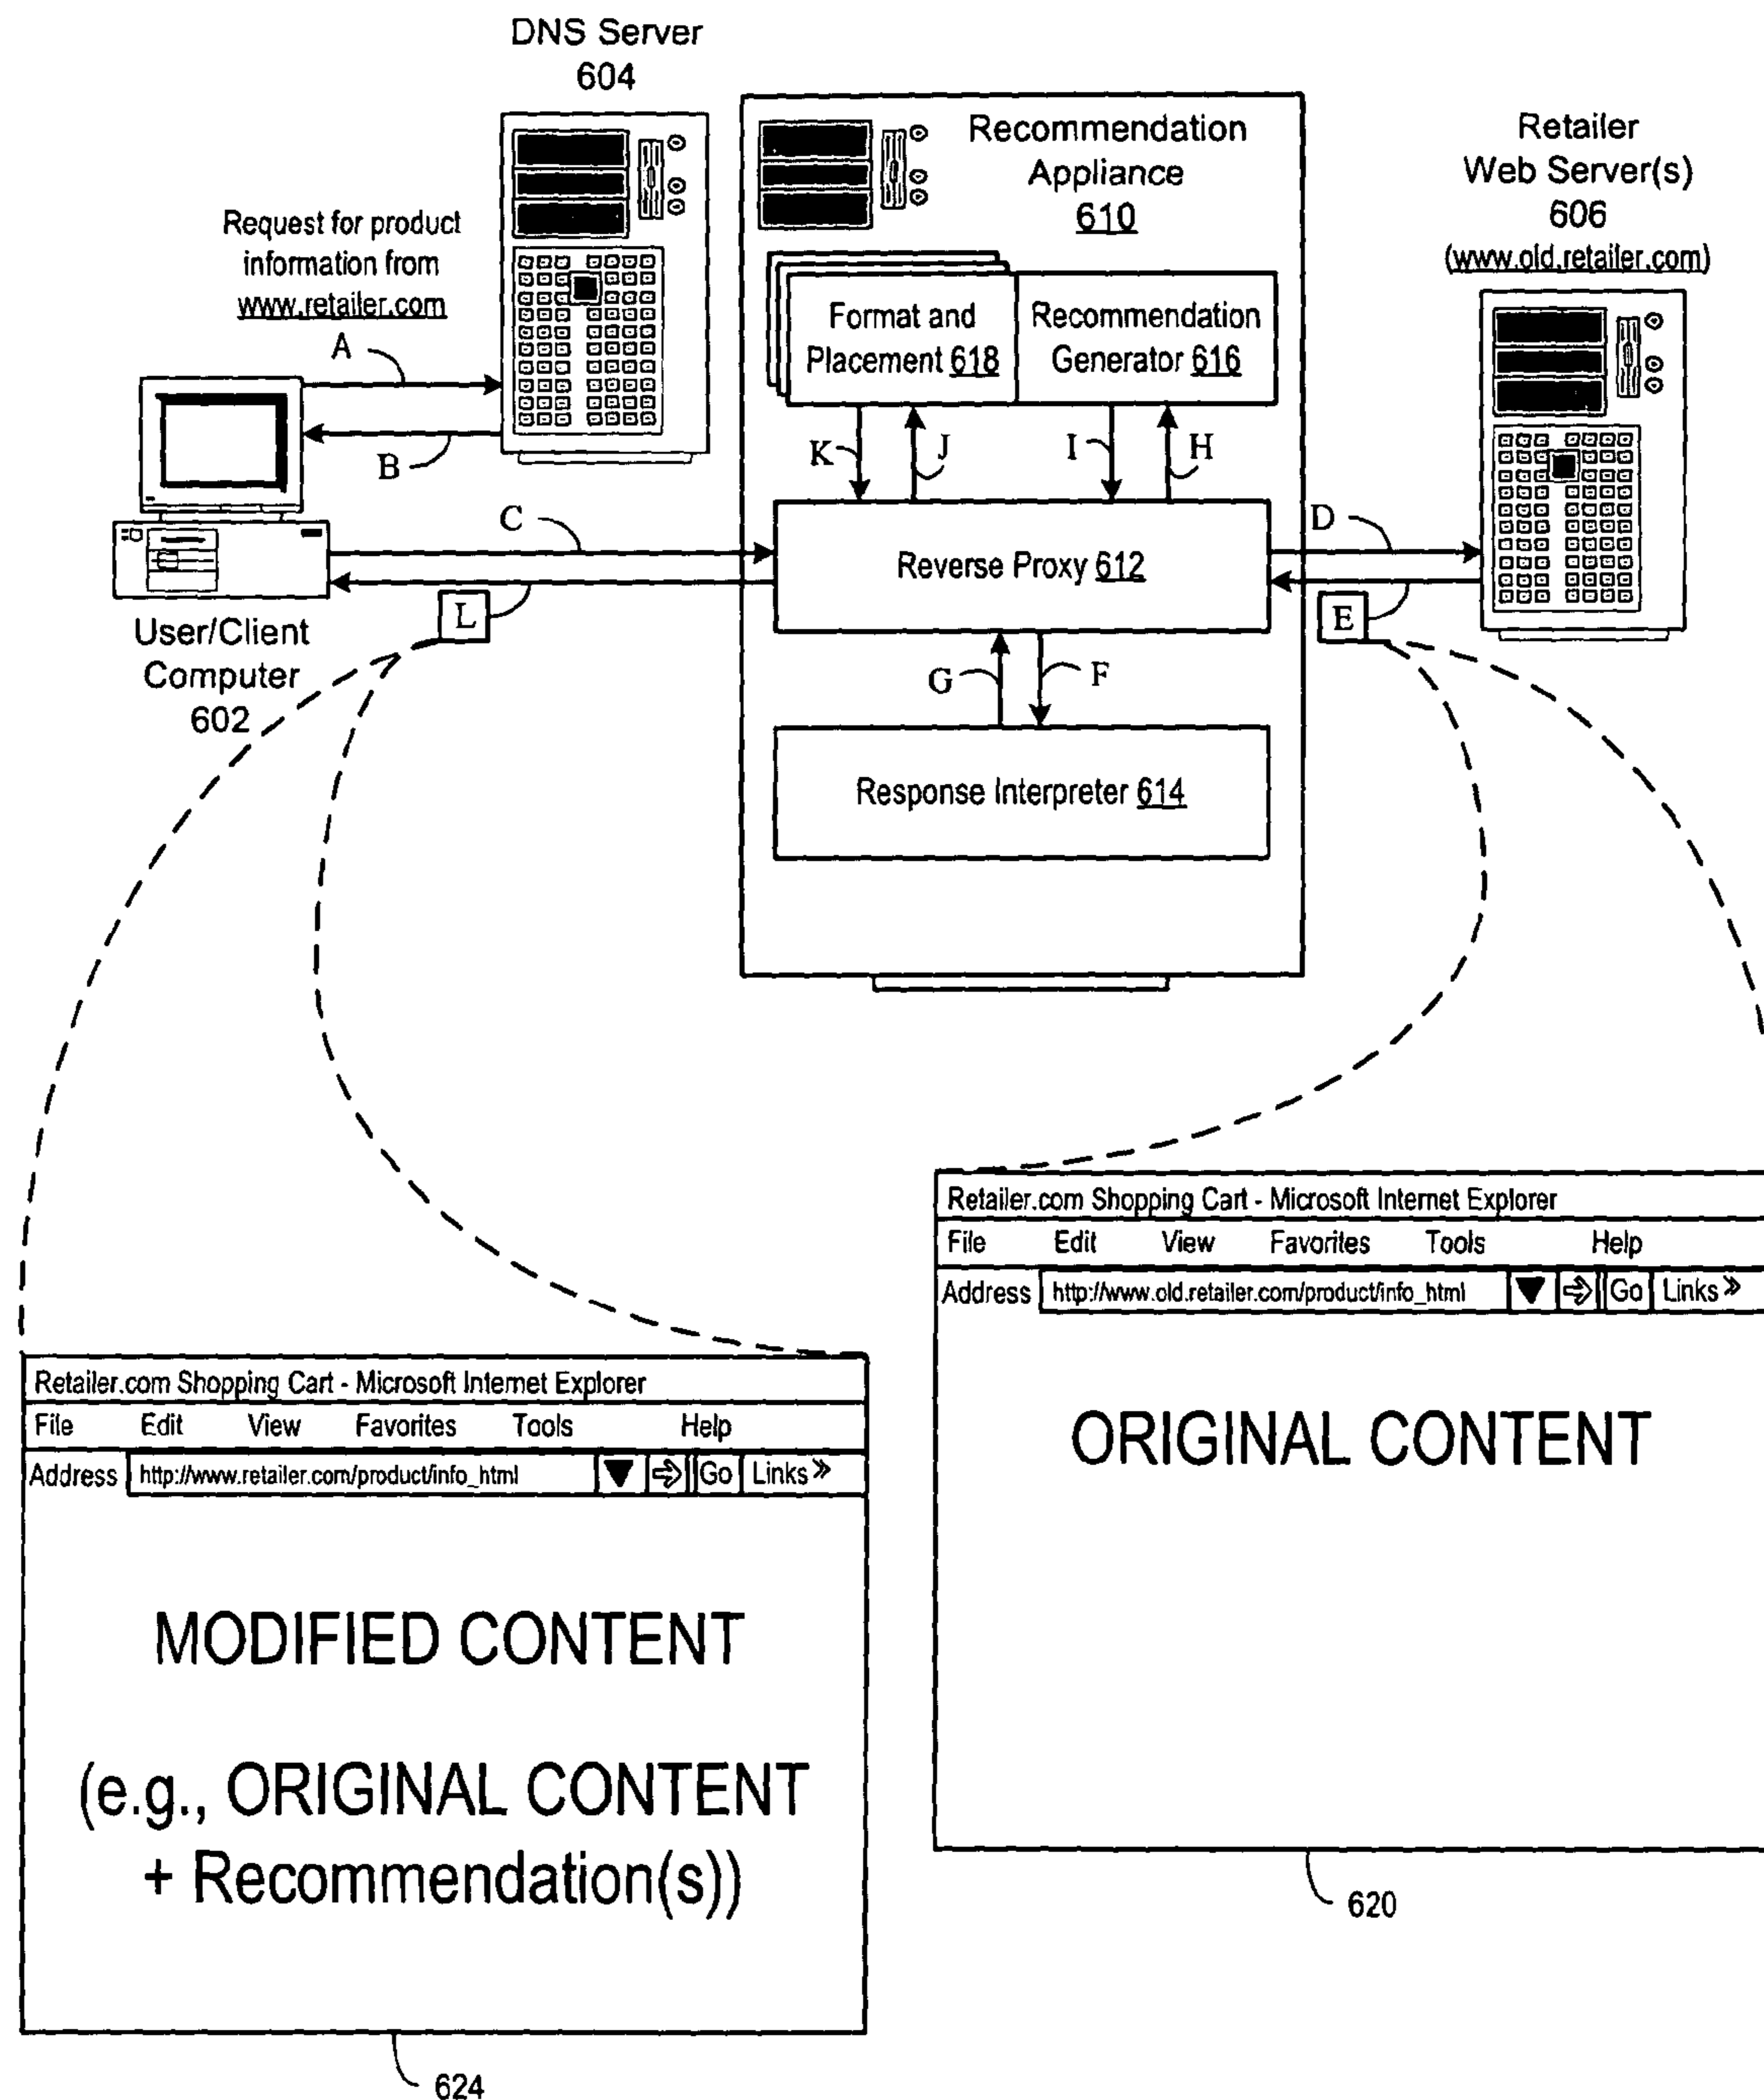 DNS Server
604
Request for product
information from
www.retailer.com
A
B
C
L
User/Client
Computer
602
Recommendation
Appliance
610
Format and
Placement 618
Recommendation
Generator 616
K
J
I
H
Reverse Proxy 612
G
F
Response Interpreter 614
Retailer
Web Server(s)
606
(www.old.retailer.com)
D
E
Retailer.com Shopping Cart - Microsoft Internet Explorer
File Edit View Favorites Tools Help
Address http://www.old.retailer.com/product/info_html Go Links »
ORIGINAL CONTENT
620
Retailer.com Shopping Cart - Microsoft Internet Explorer
File Edit View Favorites Tools Help
Address http://www.retailer.com/product/info_html Go Links »
MODIFIED CONTENT
(e.g., ORIGINAL CONTENT
+ Recommendation(s))
624